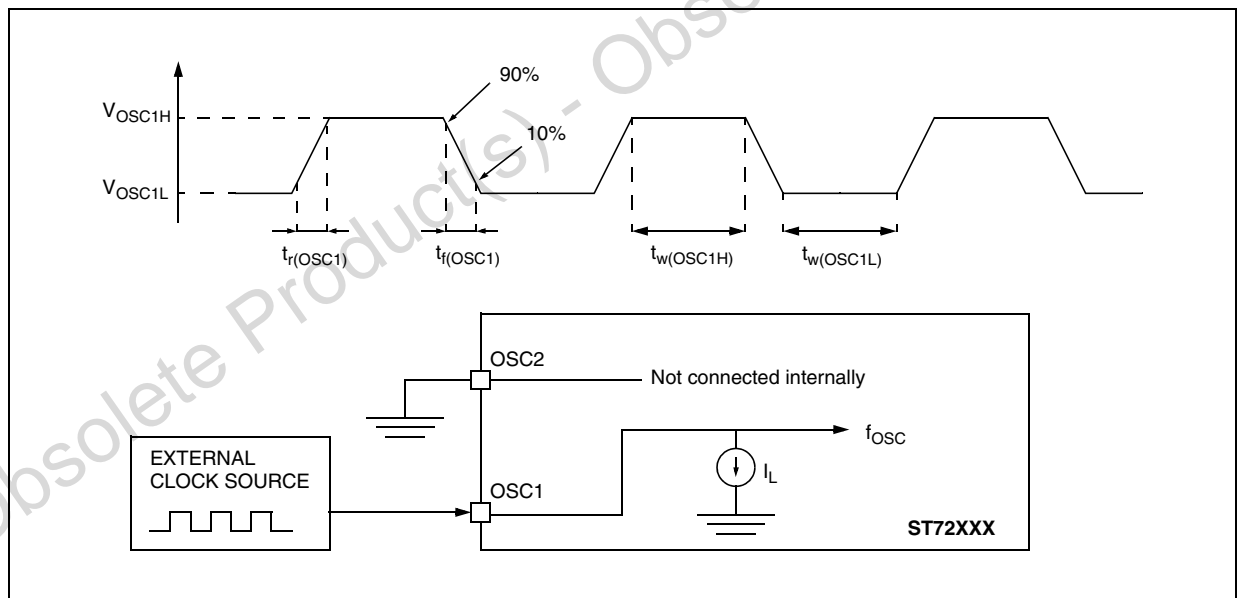 90%
VOSC1H
10%
VOSC1L
tr(OSC1)
tf(OSC1)
tw(OSC1H)
tw(OSC1L)
OSC2
Not connected internally
fOSC
EXTERNAL
CLOCK SOURCE
IL
OSC1
ST72XXX
Obsolete Product(s) - Obso